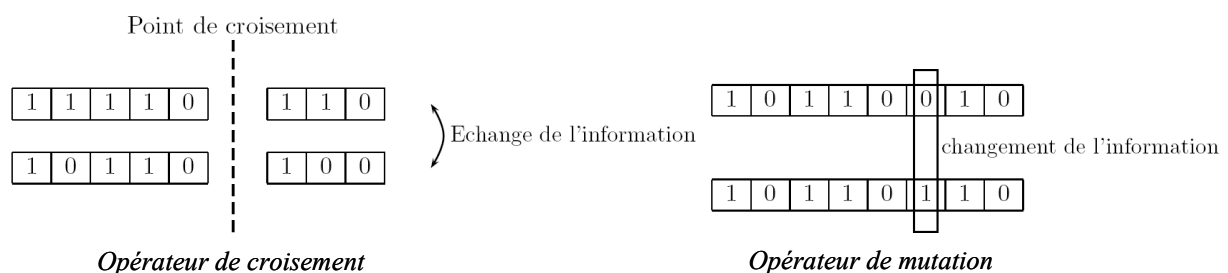 Point de croisement
1 1 1 1 0 1 1 0
Echange de l'information
1 0 1 1 0 1 0 0
Opérateur de croisement
1 0 1 1 0 0 1 0
changement de l'information
1 0 1 1 0 1 1 0
Opérateur de mutation